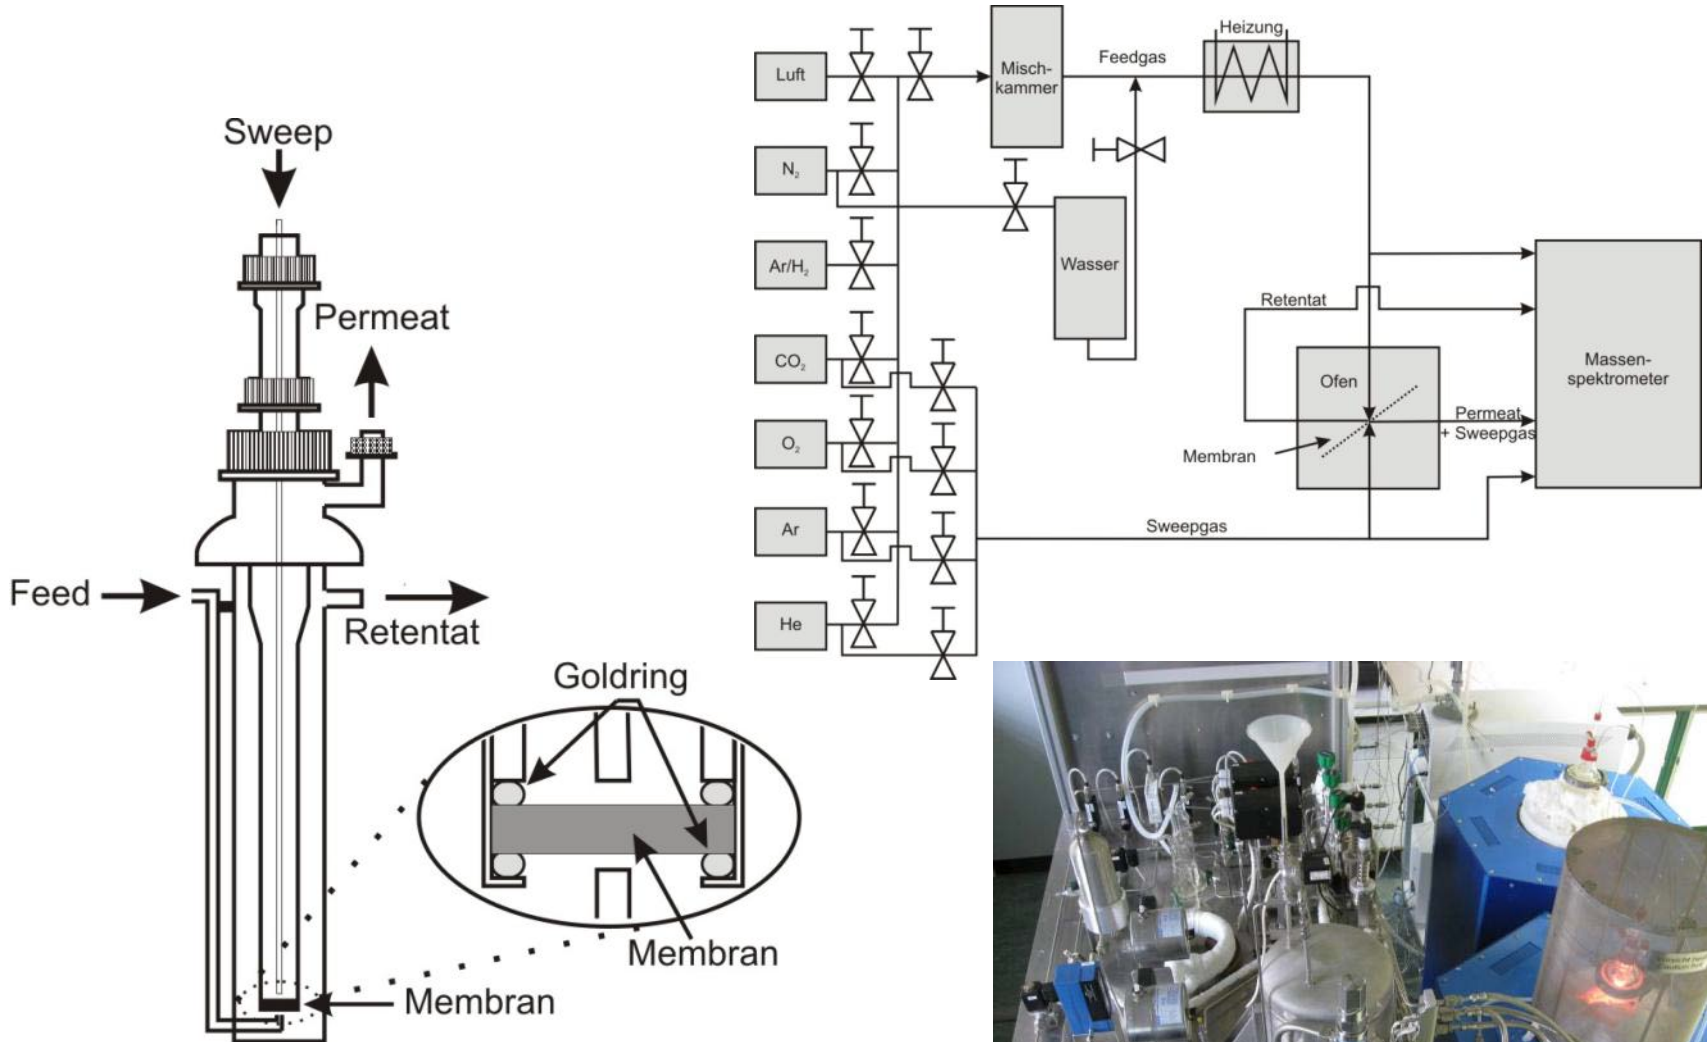 Sweep
Permeat
Feed
Retentat
Goldring
Membran
Membran
Luft
N₂
Ar/H₂
CO₂
O₂
Ar
He
Misch-
kammer
Feedgas
Heizung
Wasser
Retentat
Ofen
Membran
Permeat
+ Sweepgas
Sweepgas
Massen-
spektrometer